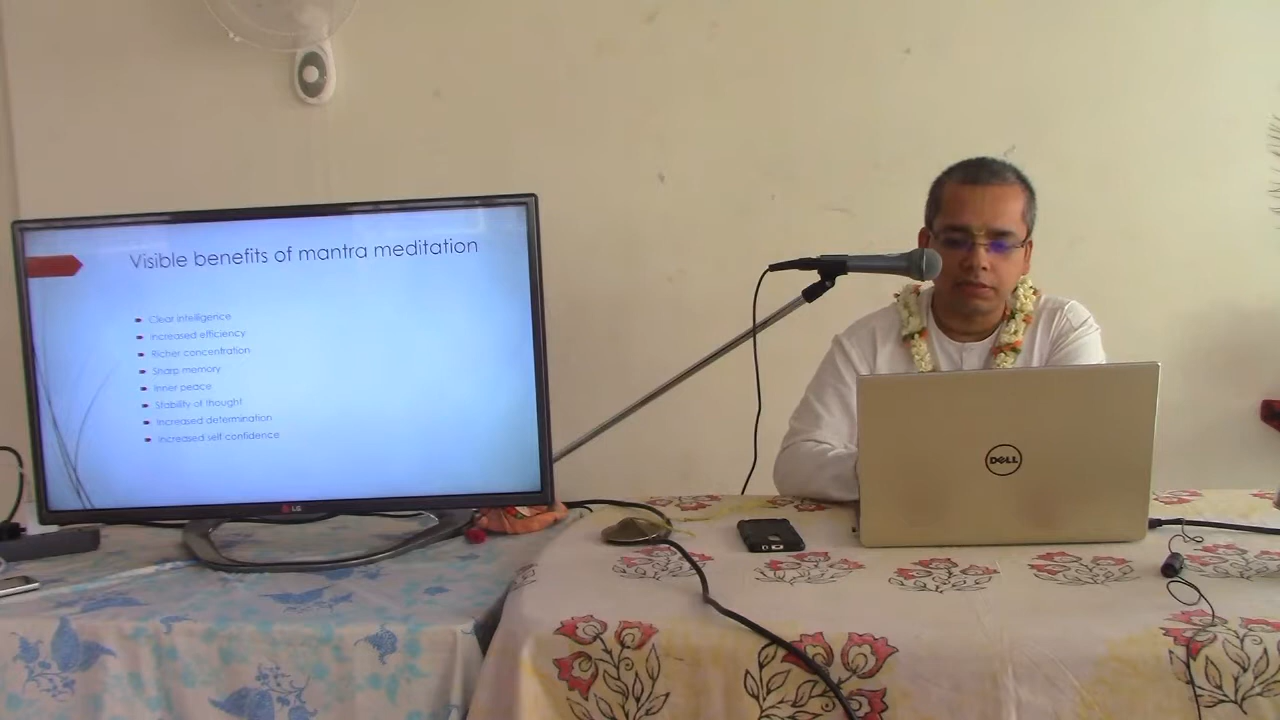 Visible benefits of mantra meditation
Clear intelligence
Increased efficiency
Richer concentration
Sharp memory
Inner peace
Stability of thought
Increased determination
Increased self confidence
LG
DELL